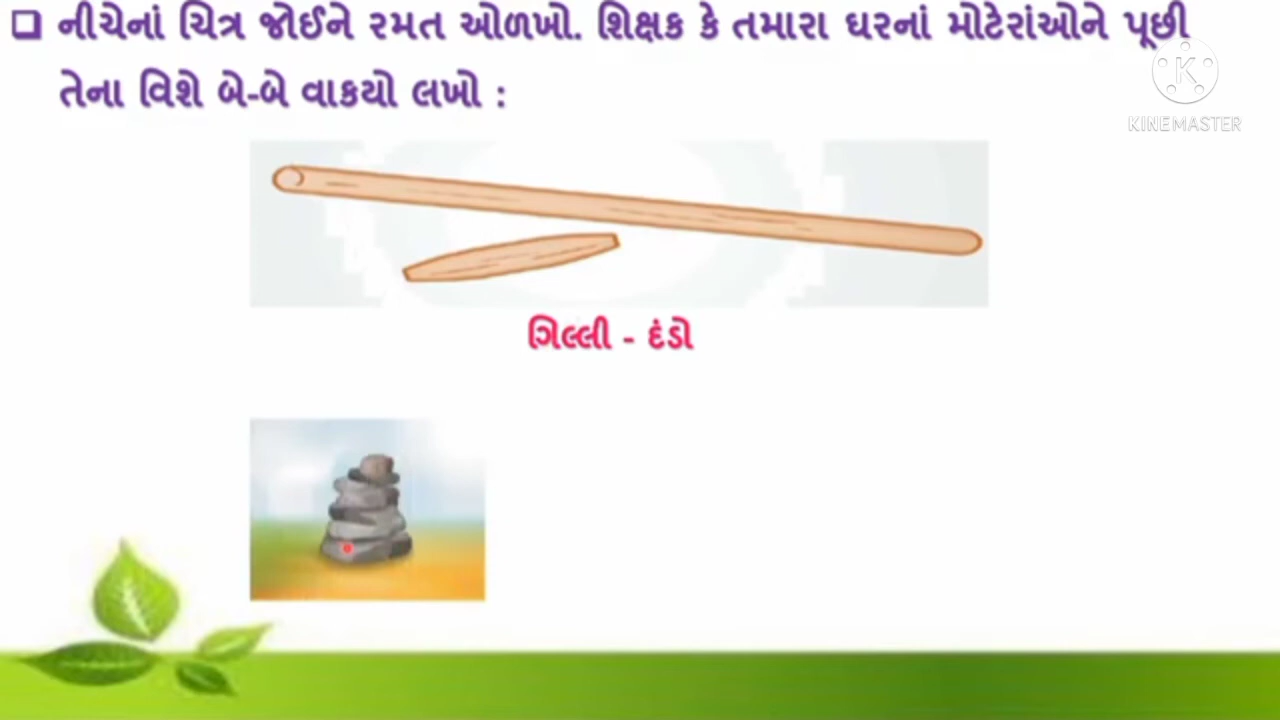 ❑ નીચેનાં ચિત્ર જોઈને રમત ઓળખો. શિક્ષક કે તમારા ઘરનાં મોટેરાંઓને પૂછી
તેના વિશે બે-બે વાકયો લખો :
KINEMASTER
ગિલ્લી - દંડો